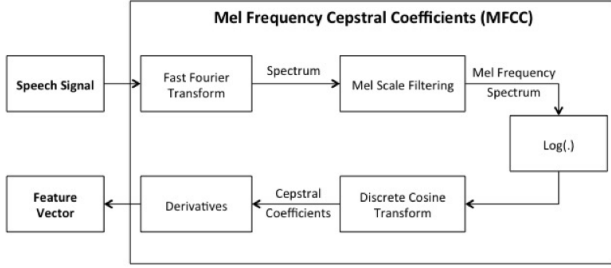 Mel Frequency Cepstral Coefficients (MFCC)
Speech Signal
Fast Fourier
Transform
Spectrum
Mel Scale Filtering
Mel Frequency
Spectrum
Log(.)
Discrete Cosine
Transform
Cepstral
Coefficients
Derivatives
Feature
Vector